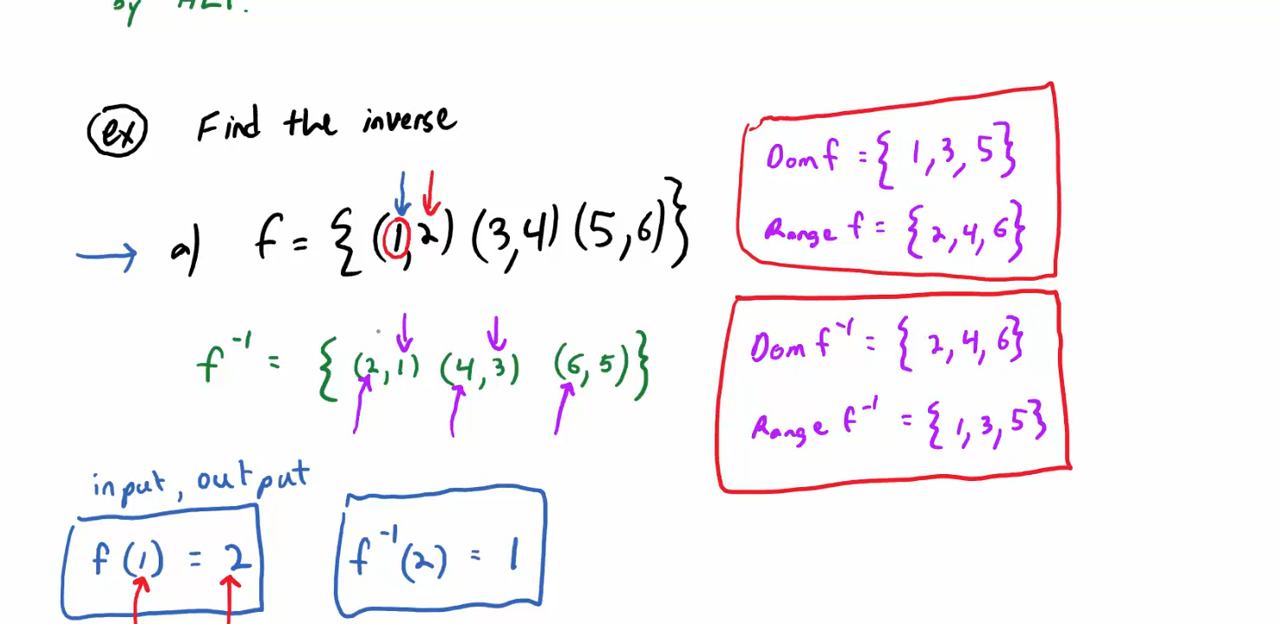 by HLT.
ex Find the inverse
a) f = { (1, 2) (3,4) (5,6)}
f⁻¹ = { (2,1) (4,3) (6,5)}
input, output
f(1) = 2
f⁻¹(2) = 1
Dom f = { 1,3,5}
Range f = {2,4,6}
Dom f⁻¹ = { 2,4,6}
Range f⁻¹ = { 1,3,5}